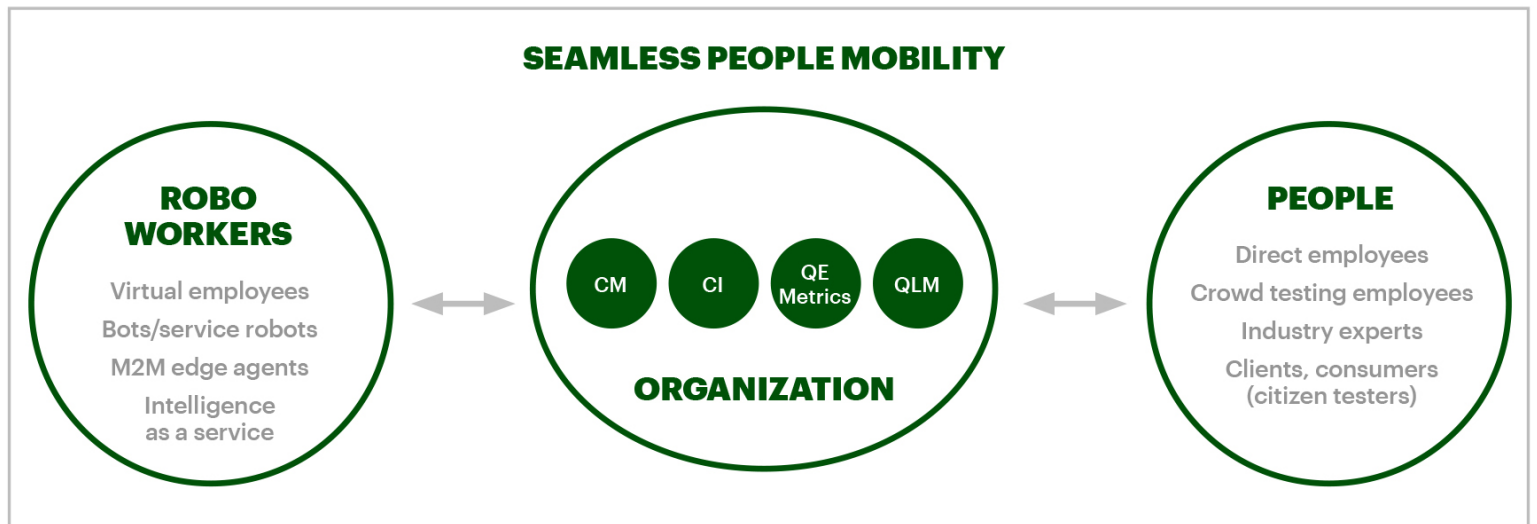 SEAMLESS PEOPLE MOBILITY
ROBO
WORKERS
Virtual employees
Bots/service robots
M2M edge agents
Intelligence
as a service
CM
CI
QE
Metrics
QLM
ORGANIZATION
PEOPLE
Direct employees
Crowd testing employees
Industry experts
Clients, consumers
(citizen testers)